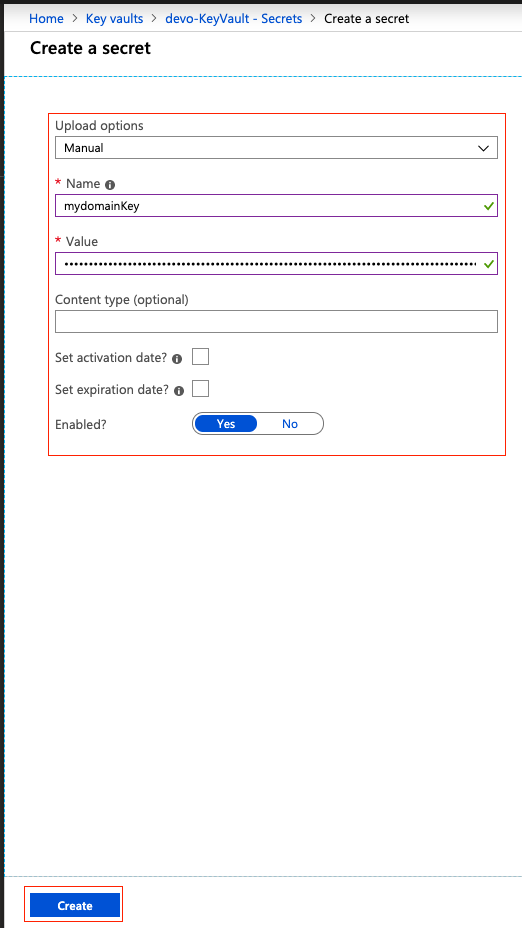 Home > Key vaults > devo-KeyVault - Secrets > Create a secret
Create a secret
Upload options
Manual
* Name
mydomainKey
* Value
Content type (optional)
Set activation date?
Set expiration date?
Enabled? Yes No
Create